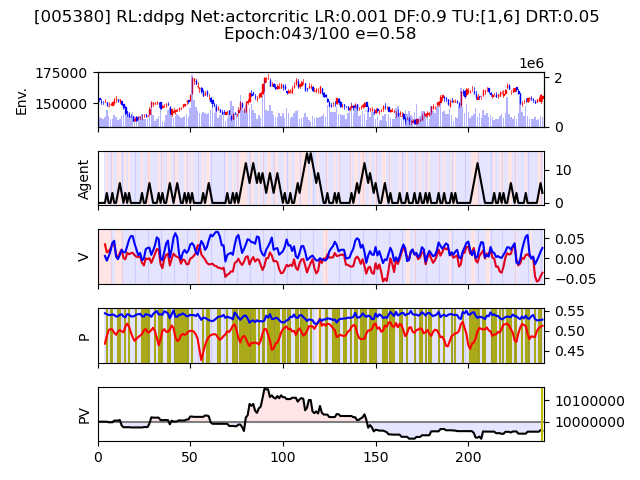 [005380] RL:ddpg Net:actorcritic LR:0.001 DF:0.9 TU:[1,6] DRT:0.05
Epoch:043/100 e=0.58
1e6
175000
150000
Env.
2
0
Agent
10
0
V
0.05
0.00
−0.05
P
0.55
0.50
0.45
PV
10100000
10000000
0 50 100 150 200